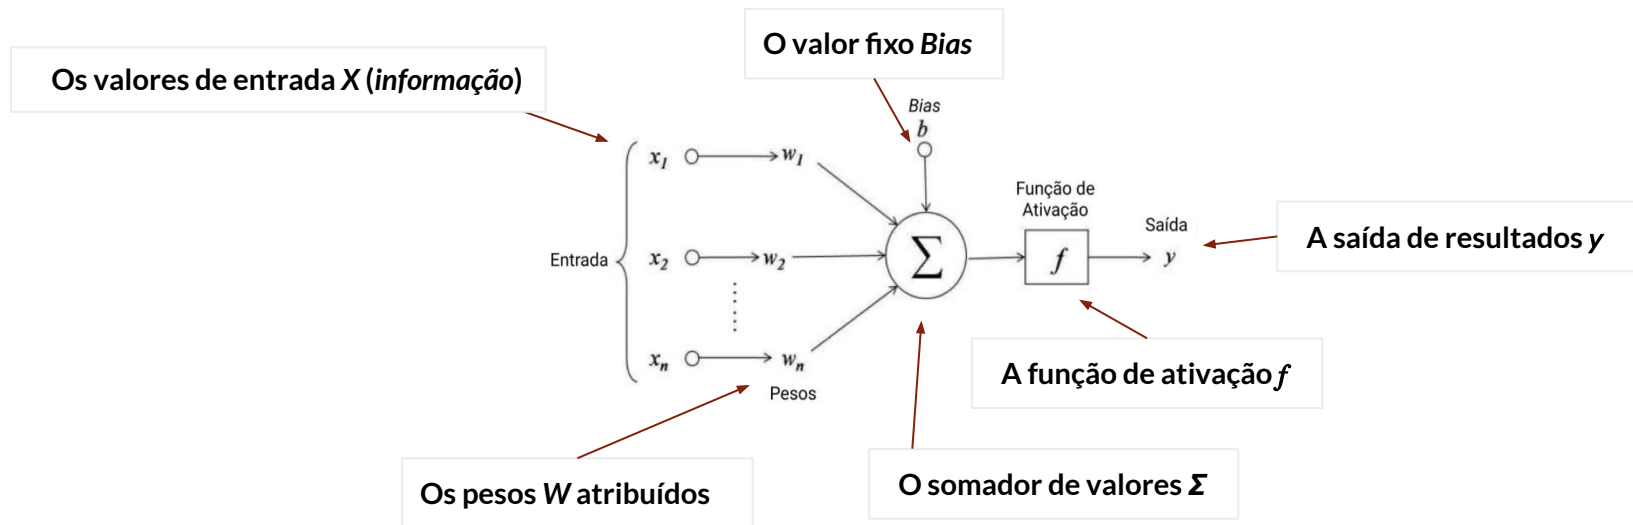 O valor fixo Bias
Os valores de entrada X (informação)
Bias
b
x1 w1
Função de
Ativação
Saída
A saída de resultados y
Entrada
x2 w2
Σ
f
y
xn wn
Pesos
A função de ativação f
Os pesos W atribuídos
O somador de valores Σ